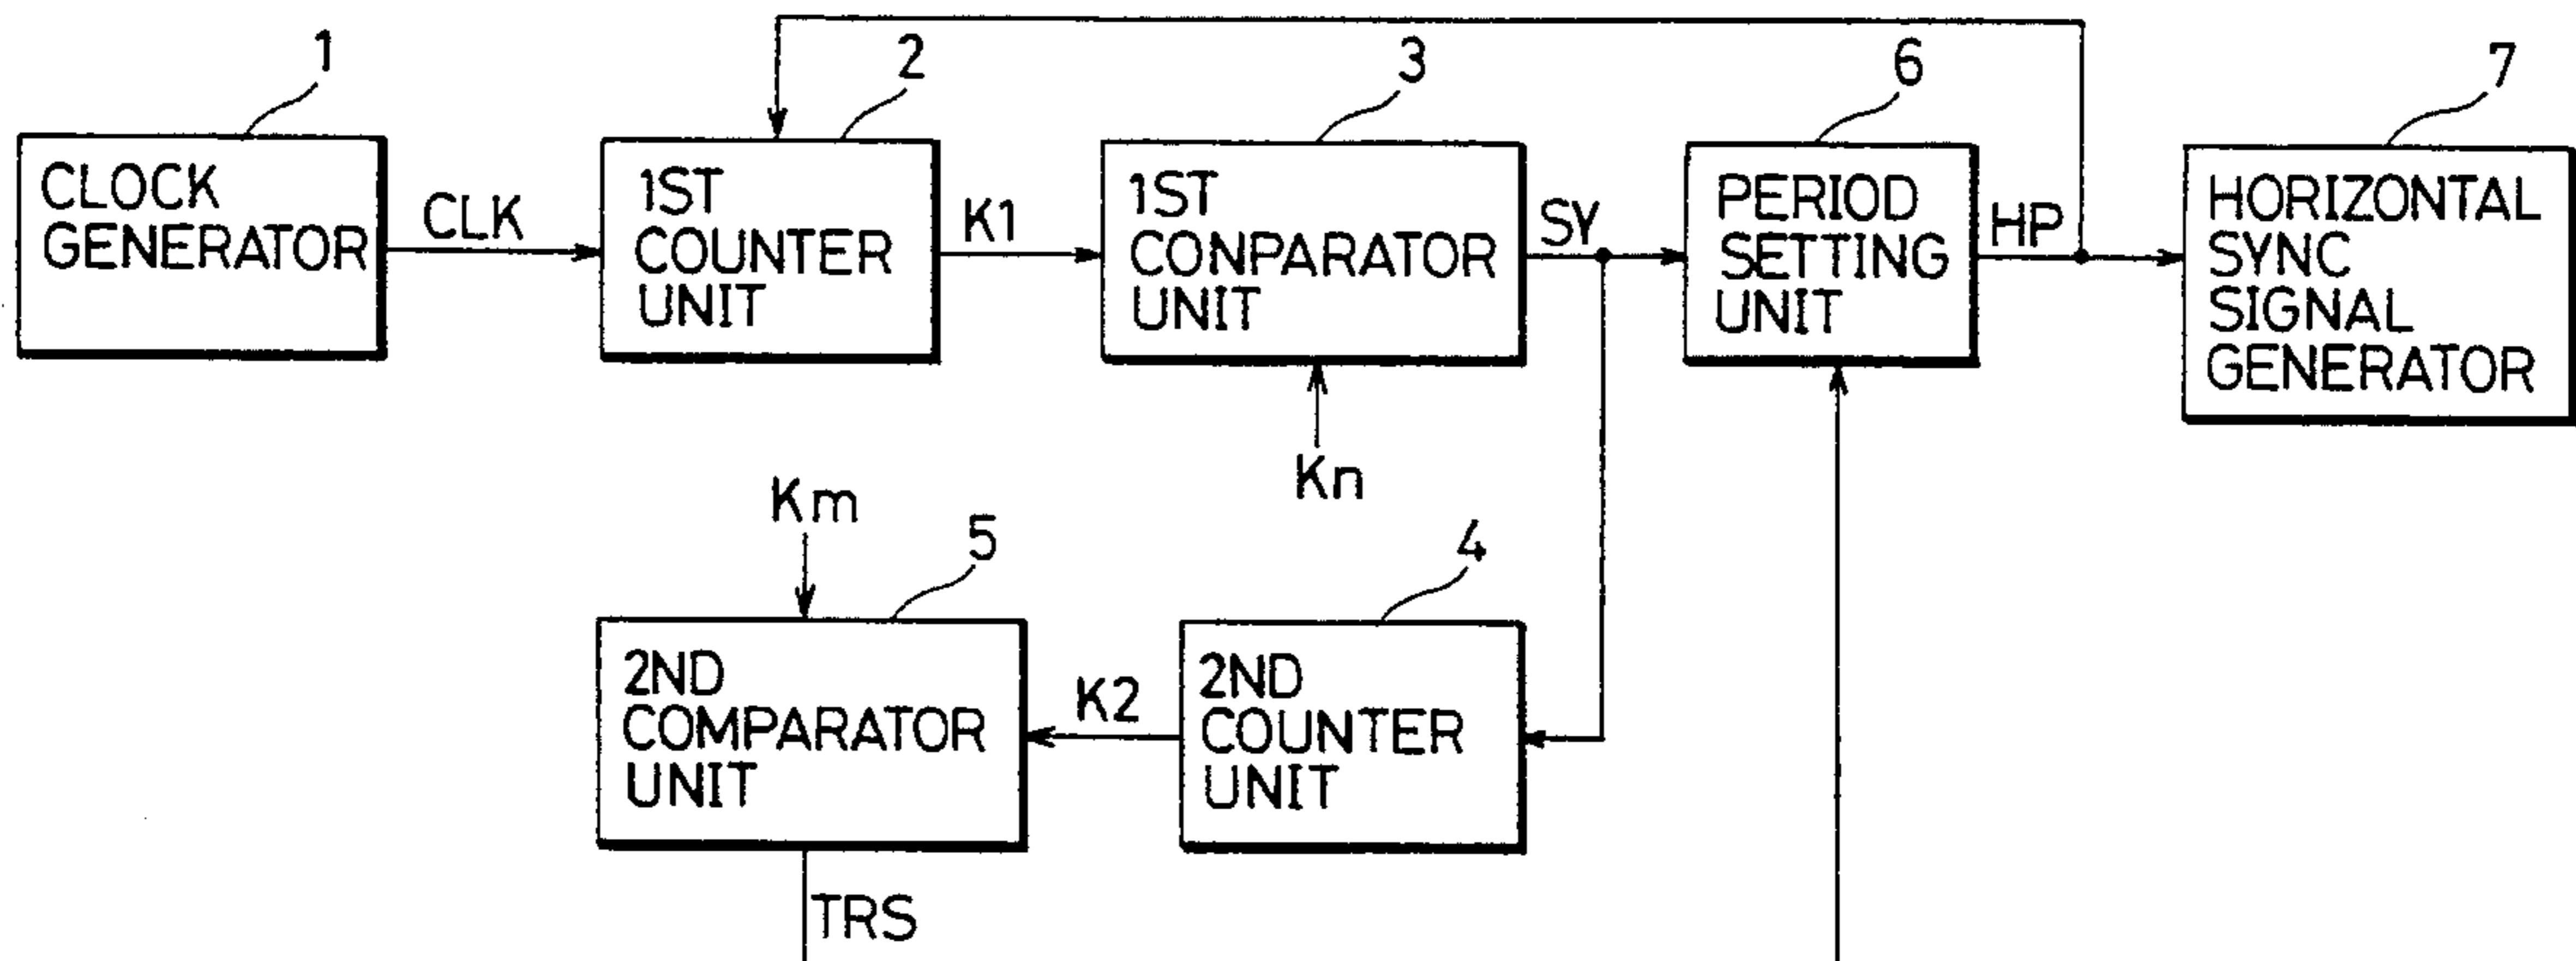 1
2
3
6
7
CLOCK
GENERATOR
CLK
1ST
COUNTER
UNIT
K1
1ST
CONPARATOR
UNIT
SY
PERIOD
SETTING
UNIT
HP
HORIZONTAL
SYNC
SIGNAL
GENERATOR
Kn
Km
5
4
2ND
COMPARATOR
UNIT
K2
2ND
COUNTER
UNIT
TRS